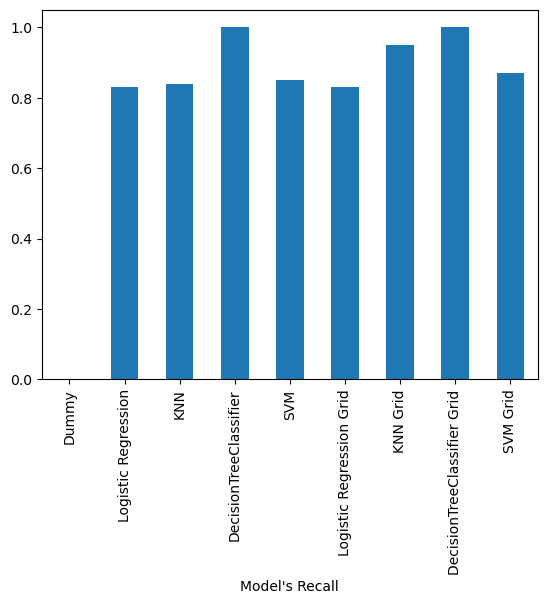 1.0
0.8
0.6
0.4
0.2
0.0
Dummy
Logistic Regression
KNN
DecisionTreeClassifier
SVM
Logistic Regression Grid
KNN Grid
DecisionTreeClassifier Grid
SVM Grid
Model's Recall